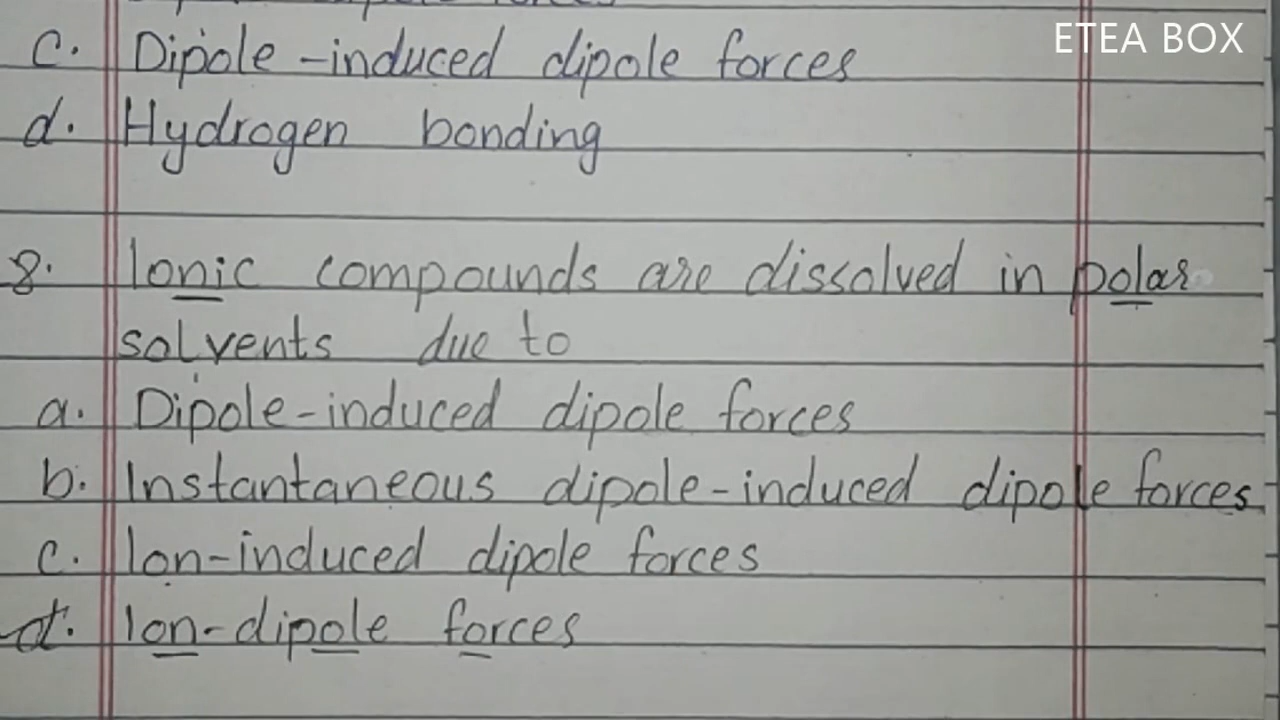 ETEA BOX
c. Dipole-induced dipole forces
d. Hydrogen bonding
8. Ionic compounds are dissolved in polar
solvents due to
a. Dipole-induced dipole forces
b. Instantaneous dipole-induced dipole forces
c. Ion-induced dipole forces
d. Ion-dipole forces